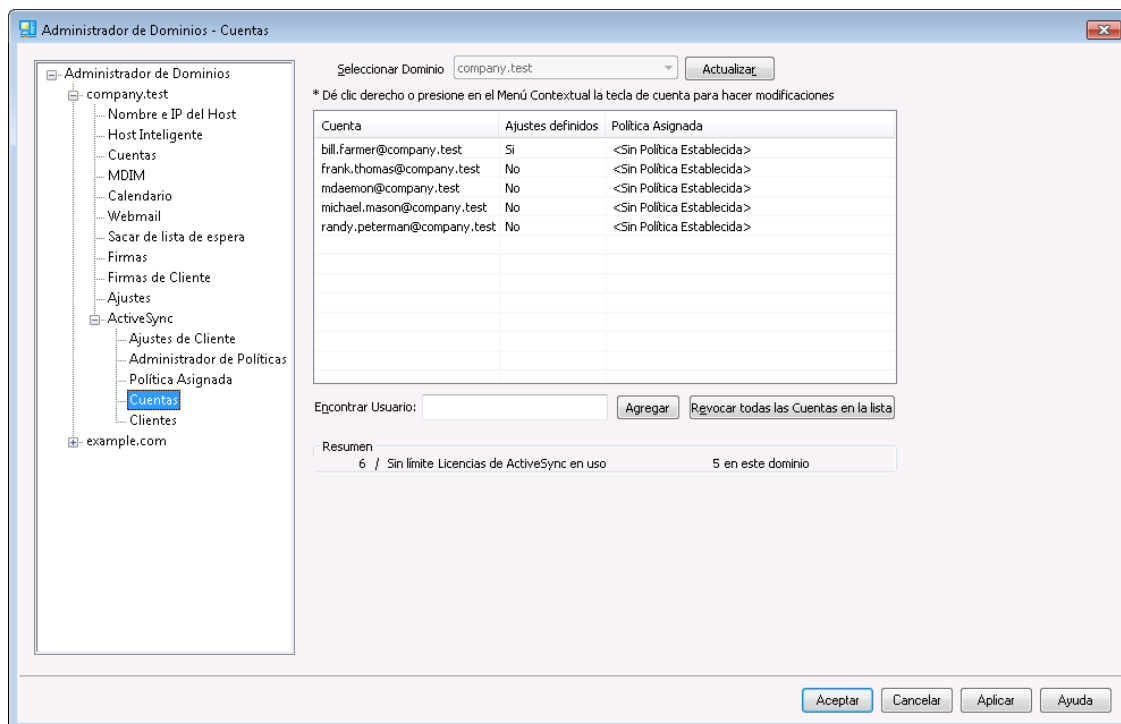 Administrador de Dominios - Cuentas
Administrador de Dominios
company.test
Nombre e IP del Host
Host Inteligente
Cuentas
MDIM
Calendario
Webmail
Sacar de lista de espera
Firmas
Firmas de Cliente
Ajustes
ActiveSync
Ajustes de Cliente
Administrador de Políticas
Política Asignada
Cuentas
Clientes
example.com
Seleccionar Dominio company.test Actualizar
* Dé clic derecho o presione en el Menú Contextual la tecla de cuenta para hacer modificaciones
Cuenta Ajustes definidos Política Asignada
bill.farmer@company.test Si <Sin Política Establecida>
frank.thomas@company.test No <Sin Política Establecida>
mdaemon@company.test No <Sin Política Establecida>
michael.mason@company.test No <Sin Política Establecida>
randy.peterman@company.test No <Sin Política Establecida>
Encontrar Usuario: Agregar Revocar todas las Cuentas en la lista
Resumen
6 / Sin límite Licencias de ActiveSync en uso 5 en este dominio
Aceptar Cancelar Aplicar Ayuda